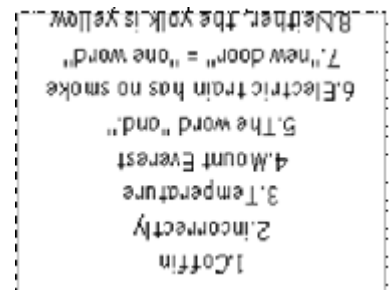 1.Coffin
2.incorrectly
3.Temperature
4.Mount Everest
5.The word "and."
6.Electric train has no smoke
7."new door" = "one word"
8.Neither, the yolk is yellow